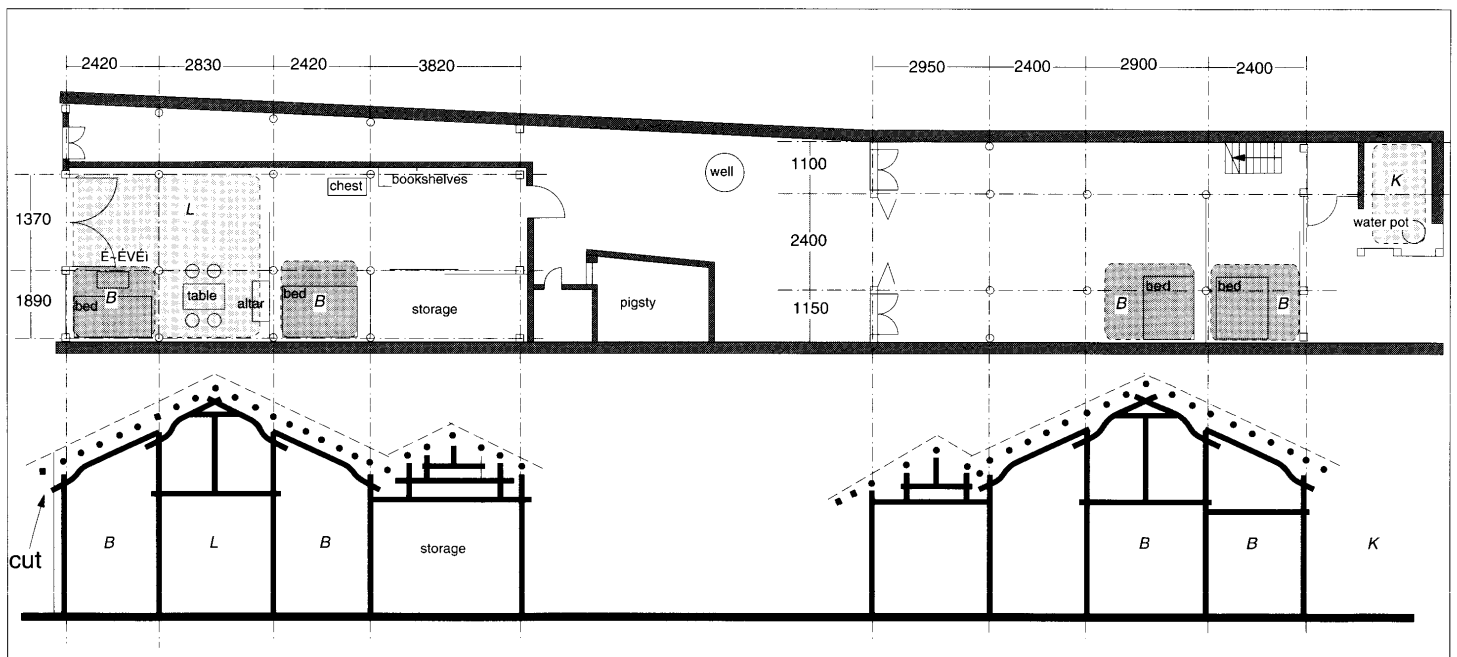 2420 2830 2420 3820
2950 2400 2900 2400
1100
well
chest bookshelves
K
L
1370
water pot
2400
É–ÉVÉi
B bed
table
altar
bed B
storage
pigsty
B bed
bed B
1890
1150
cut
B L B storage
B B K